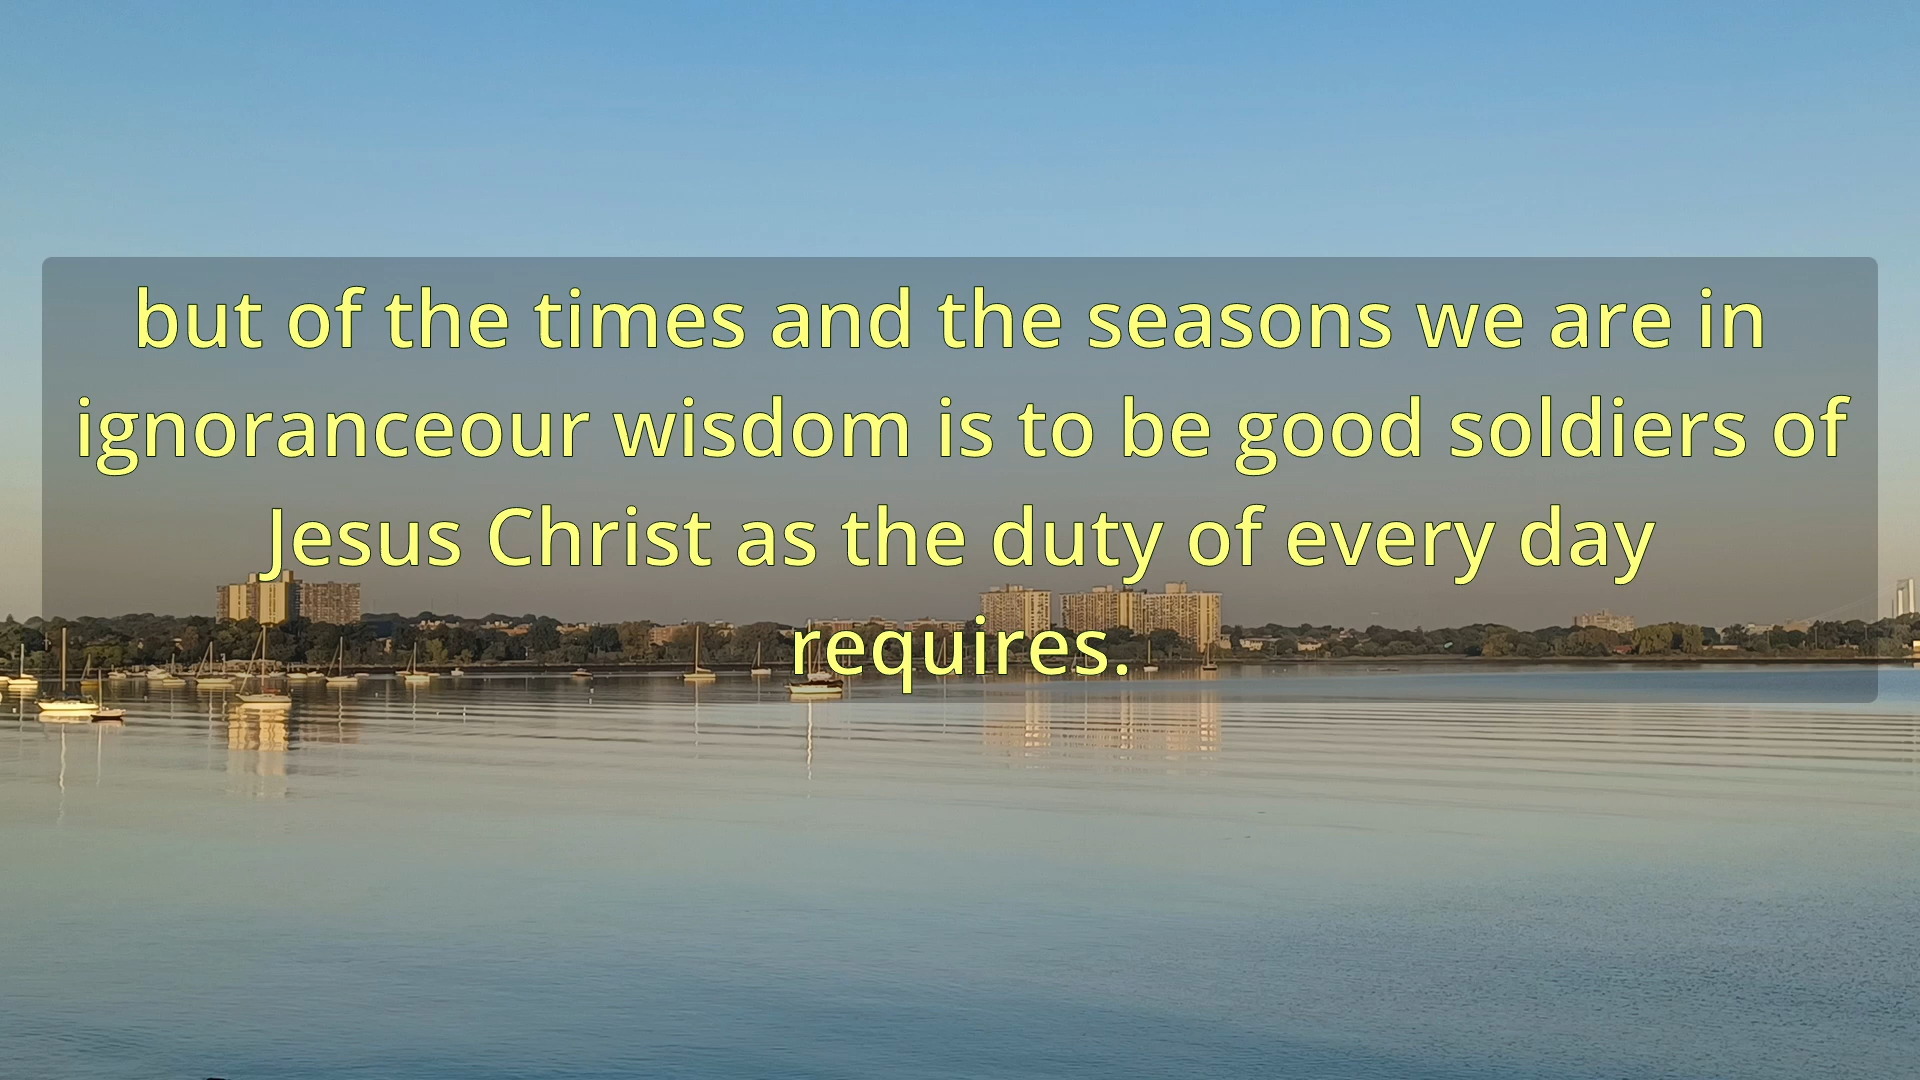 but of the times and the seasons we are in
ignoranceour wisdom is to be good soldiers of
Jesus Christ as the duty of every day
requires.